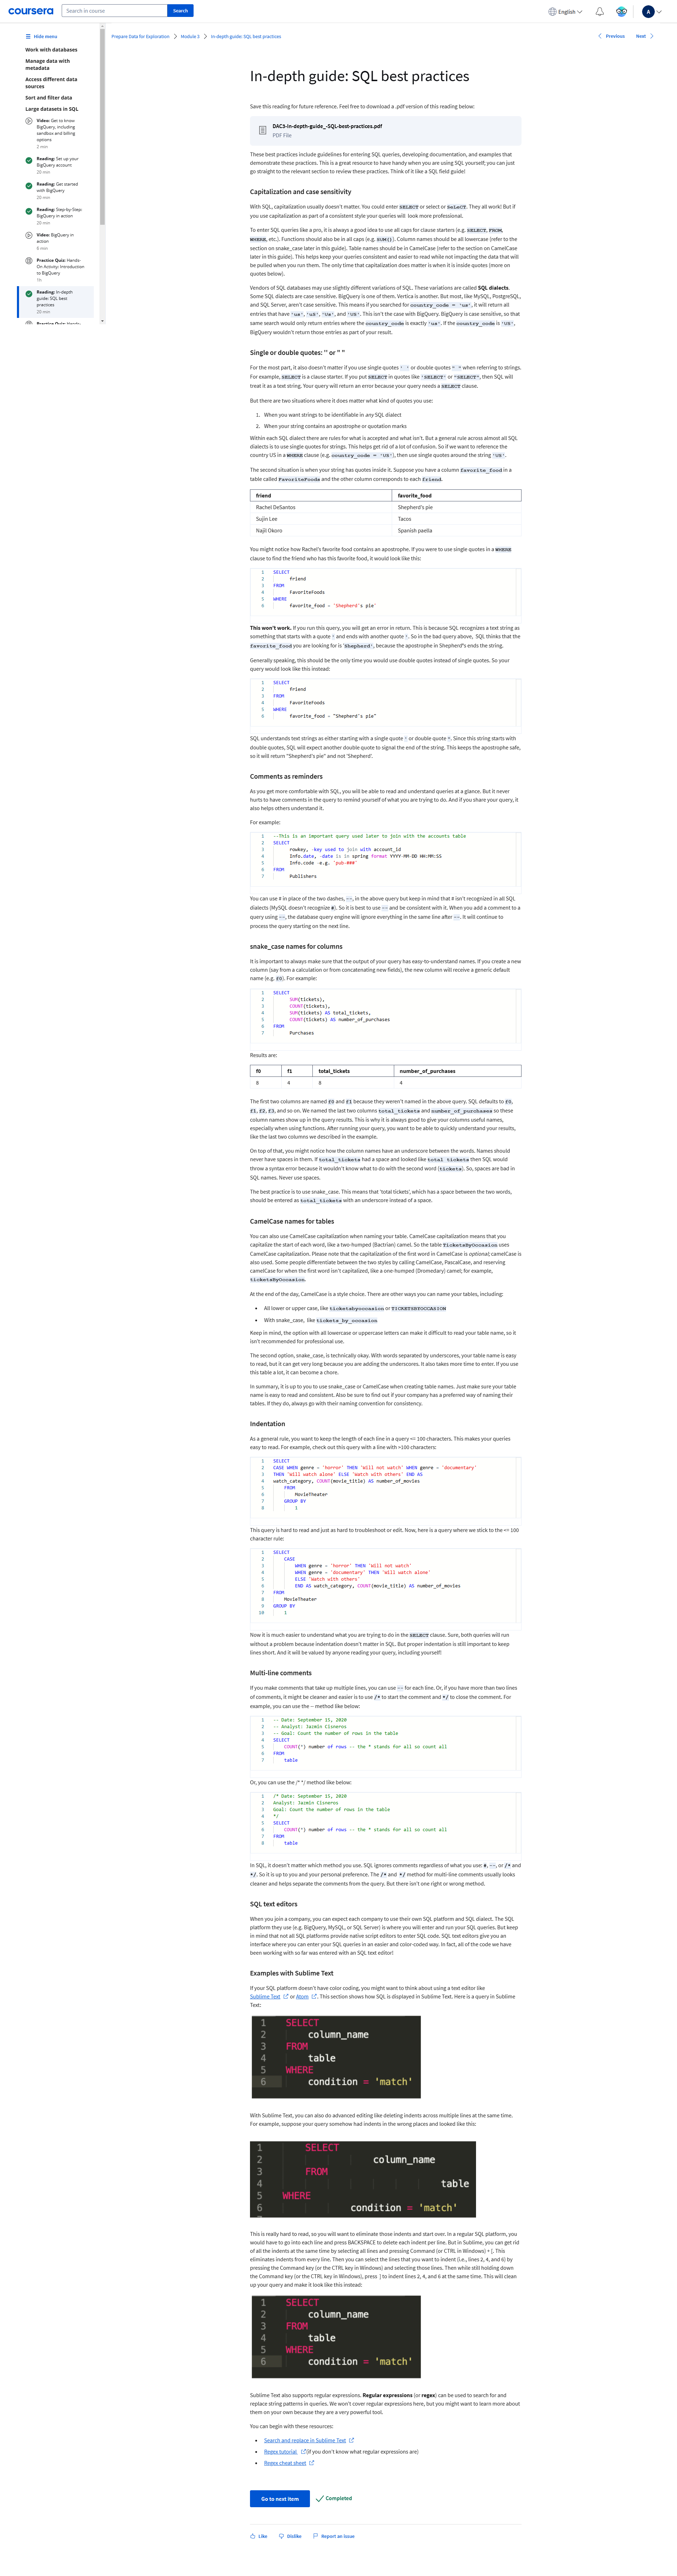 coursera
Search in course
Search
English
A
Hide menu
Work with databases
Manage data with
metadata
Access different data
sources
Sort and filter data
Large datasets in SQL
Video: Get to know
BigQuery, including
sandbox and billing
options
2 min
Reading: Set up your
BigQuery account
20 min
Reading: Get started
with BigQuery
20 min
Reading: Step-by-Step:
BigQuery in action
20 min
Video: BigQuery in
action
6 min
Practice Quiz: Hands-
On Activity: Introduction
to BigQuery
1h
Reading: In-depth
guide: SQL best
practices
20 min
Practice Quiz: Hands-
Prepare Data for Exploration
Module 3
In-depth guide: SQL best practices
Previous
Next
In-depth guide: SQL best practices
Save this reading for future reference. Feel free to download a .pdf version of this reading below:
DAC3-In-depth-guide_-SQL-best-practices.pdf
PDF File
These best practices include guidelines for entering SQL queries, developing documentation, and examples that
demonstrate these practices. This is a great resource to have handy when you are using SQL yourself; you can just
go straight to the relevant section to review these practices. Think of it like a SQL field guide!
Capitalization and case sensitivity
With SQL, capitalization usually doesn't matter. You could enter SELECT or select or SeLeCT. They all work! But if
you use capitalization as part of a consistent style your queries will look more professional.
To enter SQL queries like a pro, it is always a good idea to use all caps for clause starters (e.g. SELECT, FROM,
WHERE, etc.). Functions should also be in all caps (e.g. SUM()). Column names should be all lowercase (refer to the
section on snake_case later in this guide). Table names should be in CamelCase (refer to the section on CamelCase
later in this guide). This helps keep your queries consistent and easier to read while not impacting the data that will
be pulled when you run them. The only time that capitalization does matter is when it is inside quotes (more on
quotes below).
Vendors of SQL databases may use slightly different variations of SQL. These variations are called SQL dialects.
Some SQL dialects are case sensitive. BigQuery is one of them. Vertica is another. But most, like MySQL, PostgreSQL,
and SQL Server, aren't case sensitive. This means if you searched for country_code = 'us', it will return all
entries that have 'us', 'uS', 'Us', and 'US'. This isn't the case with BigQuery. BigQuery is case sensitive, so that
same search would only return entries where the country_code is exactly 'us'. If the country_code is 'US',
BigQuery wouldn't return those entries as part of your result.
Single or double quotes: '' or " "
For the most part, it also doesn't matter if you use single quotes ' ' or double quotes " " when referring to strings.
For example, SELECT is a clause starter. If you put SELECT in quotes like 'SELECT' or "SELECT", then SQL will
treat it as a text string. Your query will return an error because your query needs a SELECT clause.
But there are two situations where it does matter what kind of quotes you use:
1. When you want strings to be identifiable in any SQL dialect
2. When your string contains an apostrophe or quotation marks
Within each SQL dialect there are rules for what is accepted and what isn't. But a general rule across almost all SQL
dialects is to use single quotes for strings. This helps get rid of a lot of confusion. So if we want to reference the
country US in a WHERE clause (e.g. country_code = 'US'), then use single quotes around the string 'US'.
The second situation is when your string has quotes inside it. Suppose you have a column favorite_food in a
table called FavoriteFoods and the other column corresponds to each friend.
friend favorite_food
Rachel DeSantos Shepherd's pie
Sujin Lee Tacos
Najil Okoro Spanish paella
You might notice how Rachel's favorite food contains an apostrophe. If you were to use single quotes in a WHERE
clause to find the friend who has this favorite food, it would look like this:
1 SELECT
2 friend
3 FROM
4 FavoriteFoods
5 WHERE
6 favorite_food = 'Shepherd's pie'
This won't work. If you run this query, you will get an error in return. This is because SQL recognizes a text string as
something that starts with a quote ' and ends with another quote '. So in the bad query above, SQL thinks that the
favorite_food you are looking for is 'Shepherd', because the apostrophe in Shepherd's ends the string.
Generally speaking, this should be the only time you would use double quotes instead of single quotes. So your
query would look like this instead:
1 SELECT
2 friend
3 FROM
4 FavoriteFoods
5 WHERE
6 favorite_food = "Shepherd's pie"
SQL understands text strings as either starting with a single quote ' or double quote ". Since this string starts with
double quotes, SQL will expect another double quote to signal the end of the string. This keeps the apostrophe safe,
so it will return "Shepherd's pie" and not 'Shepherd'.
Comments as reminders
As you get more comfortable with SQL, you will be able to read and understand queries at a glance. But it never
hurts to have comments in the query to remind yourself of what you are trying to do. And if you share your query, it
also helps others understand it.
For example:
1 --This is an important query used later to join with the accounts table
2 SELECT
3 rowkey, -key used to join with account_id
4 Info.date, -date is in spring format YYYY-MM-DD HH:MM:SS
5 Info.code -e.g. 'pub-###'
6 FROM
7 Publishers
You can use # in place of the two dashes, --, in the above query but keep in mind that # isn't recognized in all SQL
dialects (MySQL doesn't recognize #). So it is best to use -- and be consistent with it. When you add a comment to a
query using --, the database query engine will ignore everything in the same line after --. It will continue to
process the query starting on the next line.
snake_case names for columns
It is important to always make sure that the output of your query has easy-to-understand names. If you create a new
column (say from a calculation or from concatenating new fields), the new column will receive a generic default
name (e.g. f0). For example:
1 SELECT
2 SUM(tickets),
3 COUNT(tickets),
4 SUM(tickets) AS total_tickets,
5 COUNT(tickets) AS number_of_purchases
6 FROM
7 Purchases
Results are:
f0 f1 total_tickets number_of_purchases
8 4 8 4
The first two columns are named f0 and f1 because they weren't named in the above query. SQL defaults to f0,
f1, f2, f3, and so on. We named the last two columns total_tickets and number_of_purchases so these
column names show up in the query results. This is why it is always good to give your columns useful names,
especially when using functions. After running your query, you want to be able to quickly understand your results,
like the last two columns we described in the example.
On top of that, you might notice how the column names have an underscore between the words. Names should
never have spaces in them. If total_tickets had a space and looked like total tickets then SQL would
throw a syntax error because it wouldn't know what to do with the second word (tickets). So, spaces are bad in
SQL names. Never use spaces.
The best practice is to use snake_case. This means that 'total tickets', which has a space between the two words,
should be entered as total_tickets with an underscore instead of a space.
CamelCase names for tables
You can also use CamelCase capitalization when naming your table. CamelCase capitalization means that you
capitalize the start of each word, like a two-humped (Bactrian) camel. So the table TicketsByOccasion uses
CamelCase capitalization. Please note that the capitalization of the first word in CamelCase is optional; camelCase is
also used. Some people differentiate between the two styles by calling CamelCase, PascalCase, and reserving
camelCase for when the first word isn't capitalized, like a one-humped (Dromedary) camel; for example,
ticketsByOccasion.
At the end of the day, CamelCase is a style choice. There are other ways you can name your tables, including:
• All lower or upper case, like ticketsbyoccasion or TICKETSBYOCCASION
• With snake_case, like tickets_by_occasion
Keep in mind, the option with all lowercase or uppercase letters can make it difficult to read your table name, so it
isn't recommended for professional use.
The second option, snake_case, is technically okay. With words separated by underscores, your table name is easy
to read, but it can get very long because you are adding the underscores. It also takes more time to enter. If you use
this table a lot, it can become a chore.
In summary, it is up to you to use snake_case or CamelCase when creating table names. Just make sure your table
name is easy to read and consistent. Also be sure to find out if your company has a preferred way of naming their
tables. If they do, always go with their naming convention for consistency.
Indentation
As a general rule, you want to keep the length of each line in a query <= 100 characters. This makes your queries
easy to read. For example, check out this query with a line with >100 characters:
1 SELECT
2 CASE WHEN genre = 'horror' THEN 'Will not watch' WHEN genre = 'documentary'
3 THEN 'Will watch alone' ELSE 'Watch with others' END AS
4 watch_category, COUNT(movie_title) AS number_of_movies
5 FROM
6 MovieTheater
7 GROUP BY
8 1
This query is hard to read and just as hard to troubleshoot or edit. Now, here is a query where we stick to the <= 100
character rule:
1 SELECT
2 CASE
3 WHEN genre = 'horror' THEN 'Will not watch'
4 WHEN genre = 'documentary' THEN 'Will watch alone'
5 ELSE 'Watch with others'
6 END AS watch_category, COUNT(movie_title) AS number_of_movies
7 FROM
8 MovieTheater
9 GROUP BY
10 1
Now it is much easier to understand what you are trying to do in the SELECT clause. Sure, both queries will run
without a problem because indentation doesn't matter in SQL. But proper indentation is still important to keep
lines short. And it will be valued by anyone reading your query, including yourself!
Multi-line comments
If you make comments that take up multiple lines, you can use -- for each line. Or, if you have more than two lines
of comments, it might be cleaner and easier is to use /* to start the comment and */ to close the comment. For
example, you can use the -- method like below:
1 -- Date: September 15, 2020
2 -- Analyst: Jazmin Cisneros
3 -- Goal: Count the number of rows in the table
4 SELECT
5 COUNT(*) number of rows -- the * stands for all so count all
6 FROM
7 table
Or, you can use the /* */ method like below:
1 /* Date: September 15, 2020
2 Analyst: Jazmin Cisneros
3 Goal: Count the number of rows in the table
4 */
5 SELECT
6 COUNT(*) number of rows -- the * stands for all so count all
7 FROM
8 table
In SQL, it doesn't matter which method you use. SQL ignores comments regardless of what you use: #, --, or /* and
*/. So it is up to you and your personal preference. The /* and */ method for multi-line comments usually looks
cleaner and helps separate the comments from the query. But there isn't one right or wrong method.
SQL text editors
When you join a company, you can expect each company to use their own SQL platform and SQL dialect. The SQL
platform they use (e.g. BigQuery, MySQL, or SQL Server) is where you will enter and run your SQL queries. But keep
in mind that not all SQL platforms provide native script editors to enter SQL code. SQL text editors give you an
interface where you can enter your SQL queries in an easier and color-coded way. In fact, all of the code we have
been working with so far was entered with an SQL text editor!
Examples with Sublime Text
If your SQL platform doesn't have color coding, you might want to think about using a text editor like
Sublime Text or Atom. This section shows how SQL is displayed in Sublime Text. Here is a query in Sublime
Text:
1 SELECT
2 column_name
3 FROM
4 table
5 WHERE
6 condition = 'match'
With Sublime Text, you can also do advanced editing like deleting indents across multiple lines at the same time.
For example, suppose your query somehow had indents in the wrong places and looked like this:
1 SELECT
2 column_name
3 FROM
4 table
5 WHERE
6 condition = 'match'
This is really hard to read, so you will want to eliminate those indents and start over. In a regular SQL platform, you
would have to go into each line and press BACKSPACE to delete each indent per line. But in Sublime, you can get rid
of all the indents at the same time by selecting all lines and pressing Command (or CTRL in Windows) + [. This
eliminates indents from every line. Then you can select the lines that you want to indent (i.e., lines 2, 4, and 6) by
pressing the Command key (or the CTRL key in Windows) and selecting those lines. Then while still holding down
the Command key (or the CTRL key in Windows), press ] to indent lines 2, 4, and 6 at the same time. This will clean
up your query and make it look like this instead:
1 SELECT
2 column_name
3 FROM
4 table
5 WHERE
6 condition = 'match'
Sublime Text also supports regular expressions. Regular expressions (or regex) can be used to search for and
replace string patterns in queries. We won't cover regular expressions here, but you might want to learn more about
them on your own because they are a very powerful tool.
You can begin with these resources:
• Search and replace in Sublime Text
• Regex tutorial (if you don't know what regular expressions are)
• Regex cheat sheet
Go to next item
Completed
Like
Dislike
Report an issue